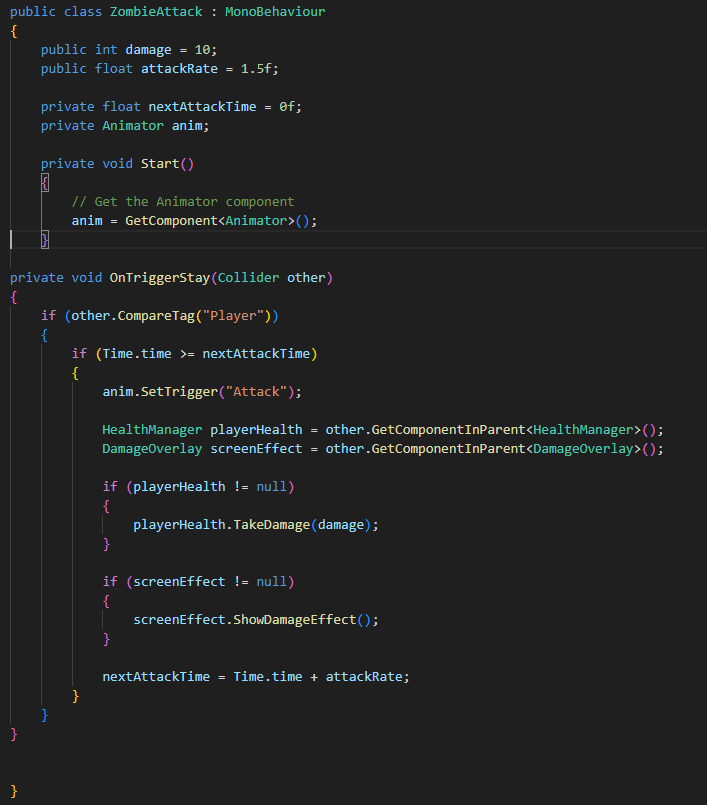 public class ZombieAttack : MonoBehaviour
{
    public int damage = 10;
    public float attackRate = 1.5f;

    private float nextAttackTime = 0f;
    private Animator anim;

    private void Start()
    {
        // Get the Animator component
        anim = GetComponent<Animator>();
    }

private void OnTriggerStay(Collider other)
{
    if (other.CompareTag("Player"))
    {
        if (Time.time >= nextAttackTime)
        {
            anim.SetTrigger("Attack");

            HealthManager playerHealth = other.GetComponentInParent<HealthManager>();
            DamageOverlay screenEffect = other.GetComponentInParent<DamageOverlay>();

            if (playerHealth != null)
            {
                playerHealth.TakeDamage(damage);
            }

            if (screenEffect != null)
            {
                screenEffect.ShowDamageEffect();
            }

            nextAttackTime = Time.time + attackRate;
        }
    }
}


}